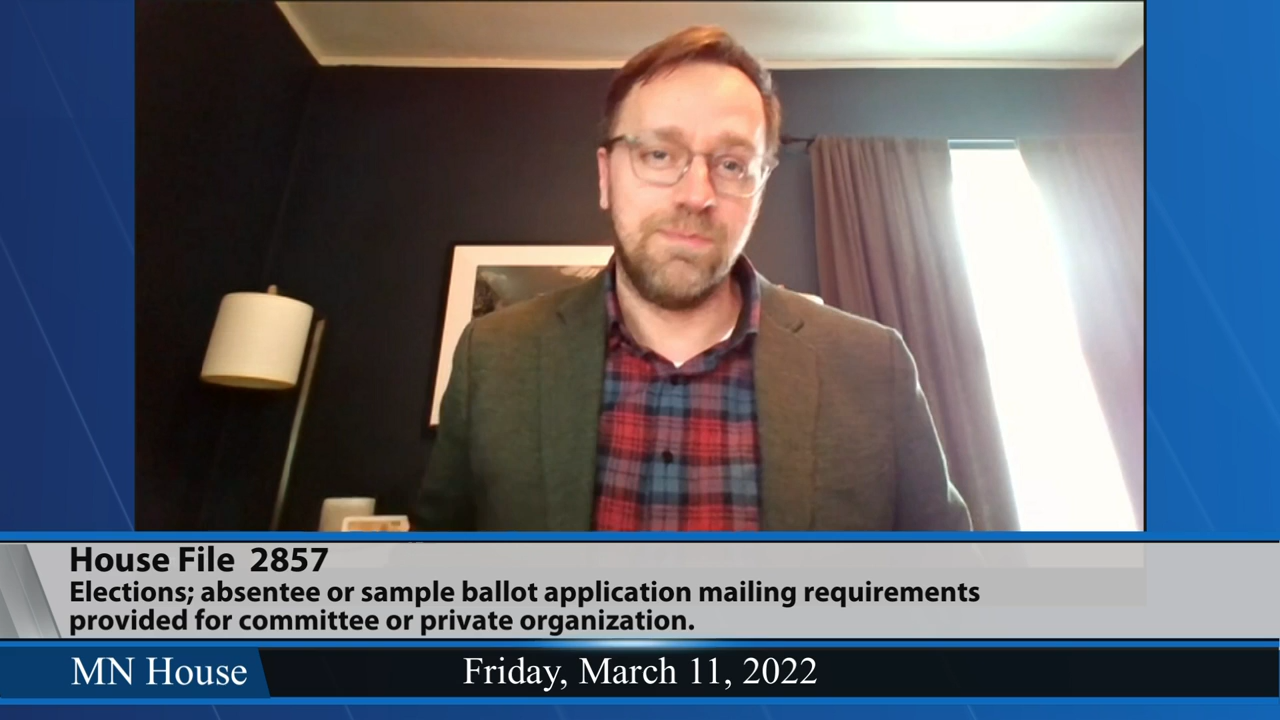 House File 2857
Elections; absentee or sample ballot application mailing requirements
provided for committee or private organization.
MN House
Friday, March 11, 2022